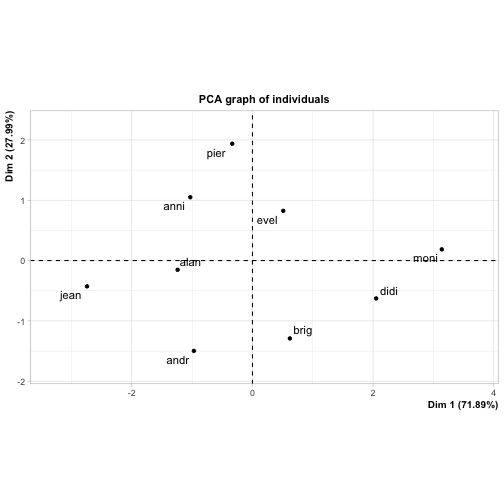 PCA graph of individuals
Dim 2 (27.99%)
2
pier
anni
1
evel
moni
alan
0
didi
jean
brig
-1
andr
-2
-2
0
2
4
Dim 1 (71.89%)